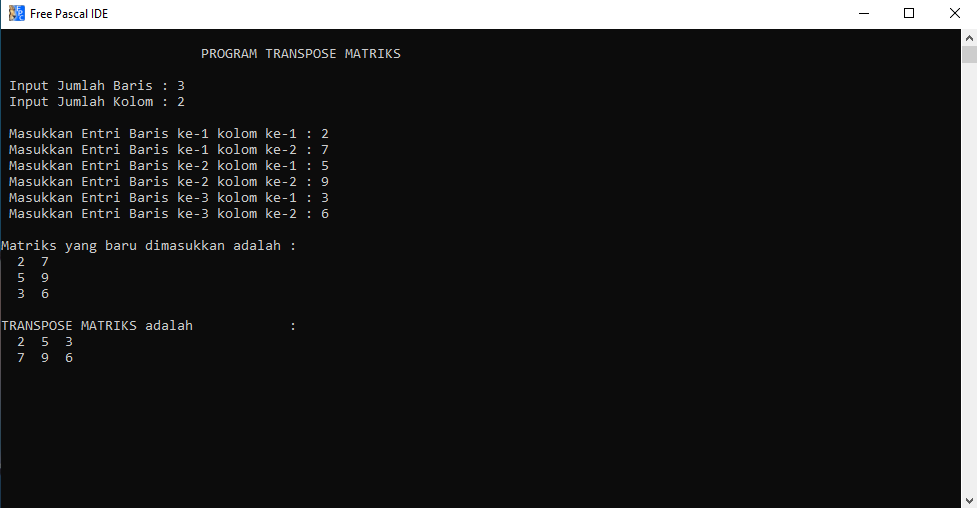 Free Pascal IDE
PROGRAM TRANSPOSE MATRIKS
Input Jumlah Baris : 3
Input Jumlah Kolom : 2
Masukkan Entri Baris ke-1 kolom ke-1 : 2
Masukkan Entri Baris ke-1 kolom ke-2 : 7
Masukkan Entri Baris ke-2 kolom ke-1 : 5
Masukkan Entri Baris ke-2 kolom ke-2 : 9
Masukkan Entri Baris ke-3 kolom ke-1 : 3
Masukkan Entri Baris ke-3 kolom ke-2 : 6
Matriks yang baru dimasukkan adalah :
2 7
5 9
3 6
TRANSPOSE MATRIKS adalah :
2 5 3
7 9 6